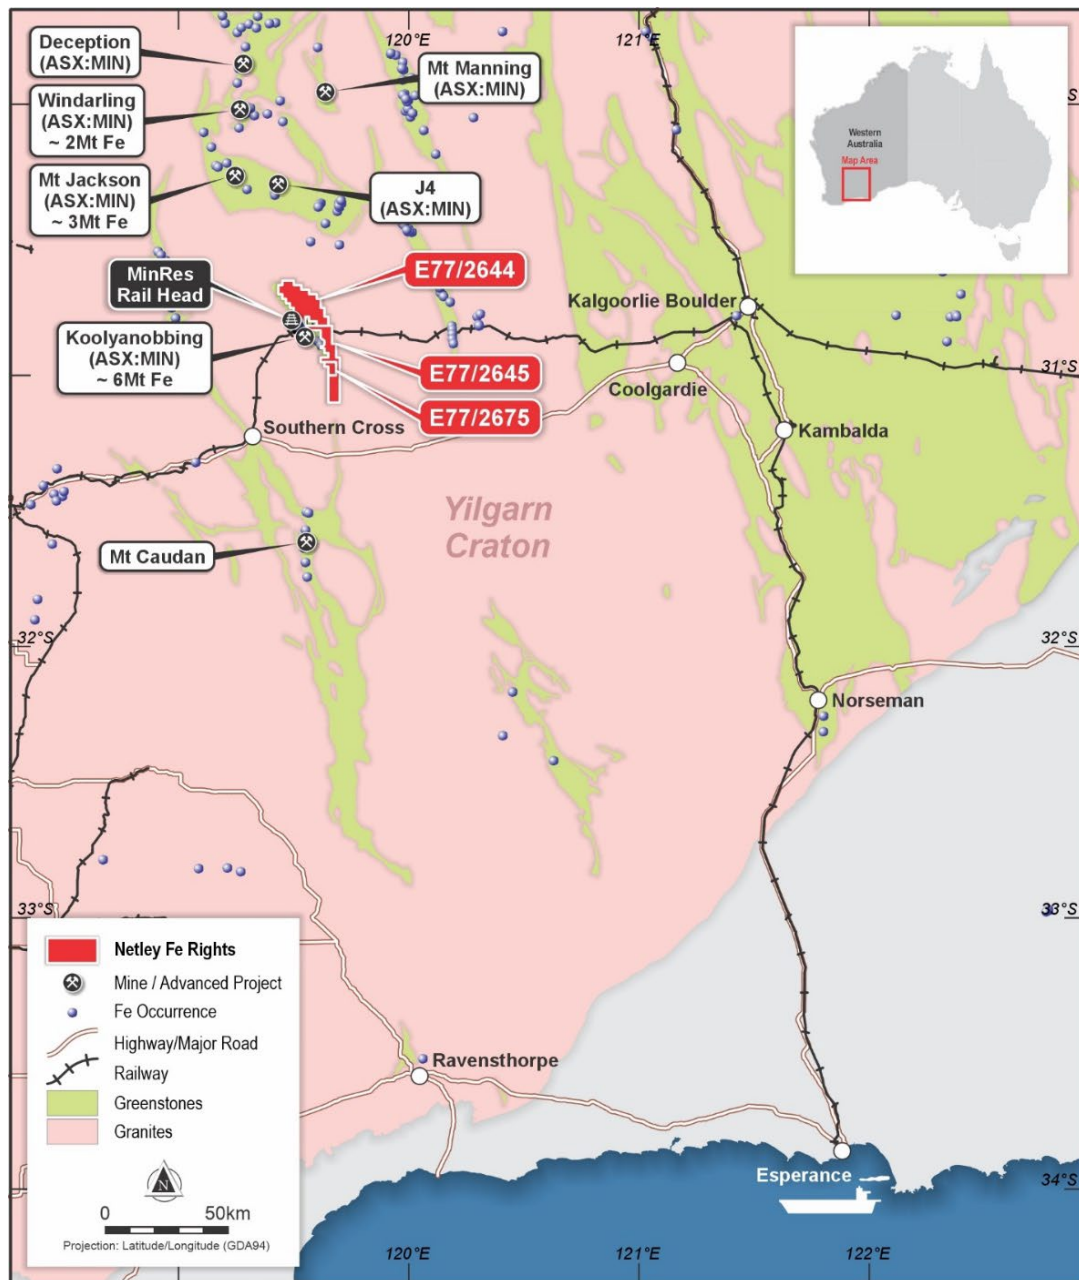 120°E
121°E
Deception
(ASX:MIN)
Windarling
(ASX:MIN)
~ 2Mt Fe
Mt Jackson
(ASX:MIN)
~ 3Mt Fe
Mt Manning
(ASX:MIN)
J4
(ASX:MIN)
Western
Australia
Map Area
MinRes
Rail Head
Koolyanobbing
(ASX:MIN)
~ 6Mt Fe
E77/2644
E77/2645
E77/2675
Kalgoorlie Boulder
Coolgardie
Kambalda
31°S
31°S
Southern Cross
Yilgarn
Craton
Mt Caudan
32°S
32°S
Norseman
33°S
33°S
Netley Fe Rights
Mine / Advanced Project
Fe Occurrence
Highway/Major Road
Railway
Greenstones
Granites
N
0 50km
Projection: Latitude/Longitude (GDA94)
Ravensthorpe
Esperance
34°S
120°E
121°E
122°E